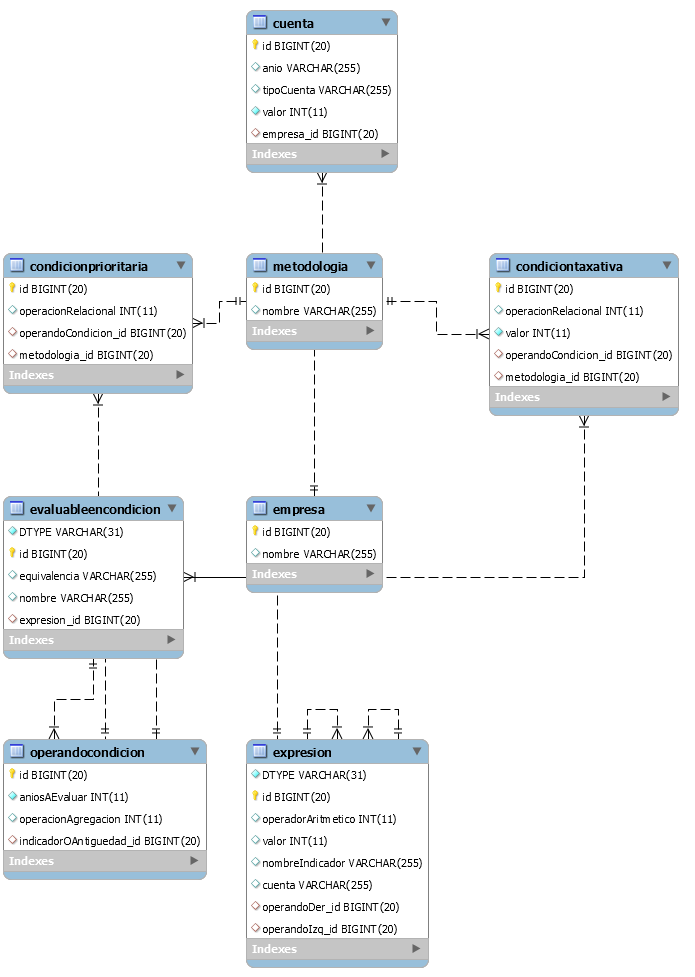 cuenta
id BIGINT(20)
anio VARCHAR(255)
tipoCuenta VARCHAR(255)
valor INT(11)
empresa_id BIGINT(20)
Indexes
condicionprioritaria
id BIGINT(20)
operacionRelacional INT(11)
operandoCondicion_id BIGINT(20)
metodologia_id BIGINT(20)
Indexes
metodologia
id BIGINT(20)
nombre VARCHAR(255)
Indexes
condiciontaxativa
id BIGINT(20)
operacionRelacional INT(11)
valor INT(11)
operandoCondicion_id BIGINT(20)
metodologia_id BIGINT(20)
Indexes
evaluableencondicion
DTYPE VARCHAR(31)
id BIGINT(20)
equivalencia VARCHAR(255)
nombre VARCHAR(255)
expresion_id BIGINT(20)
Indexes
empresa
id BIGINT(20)
nombre VARCHAR(255)
Indexes
operandocondicion
id BIGINT(20)
aniosAEvaluar INT(11)
operacionAgregacion INT(11)
indicadorOAntiguedad_id BIGINT(20)
Indexes
expresion
DTYPE VARCHAR(31)
id BIGINT(20)
operadorAritmetico INT(11)
valor INT(11)
nombreIndicador VARCHAR(255)
cuenta VARCHAR(255)
operandoDer_id BIGINT(20)
operandoIzq_id BIGINT(20)
Indexes